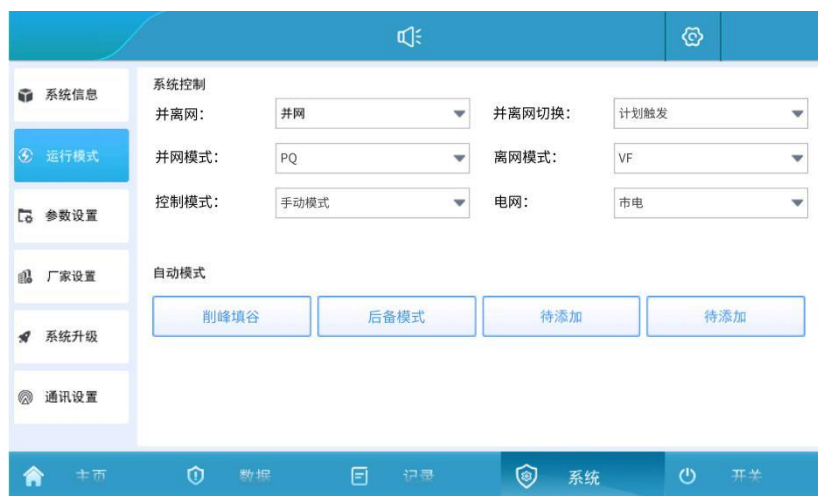 系统信息
运行模式
参数设置
厂家设置
系统升级
通讯设置
系统控制
并离网： 并网 并离网切换： 计划触发
并网模式： PQ 离网模式： VF
控制模式： 手动模式 电网： 市电
自动模式
削峰填谷 后备模式 待添加 待添加
主页 数据 记录 系统 开关